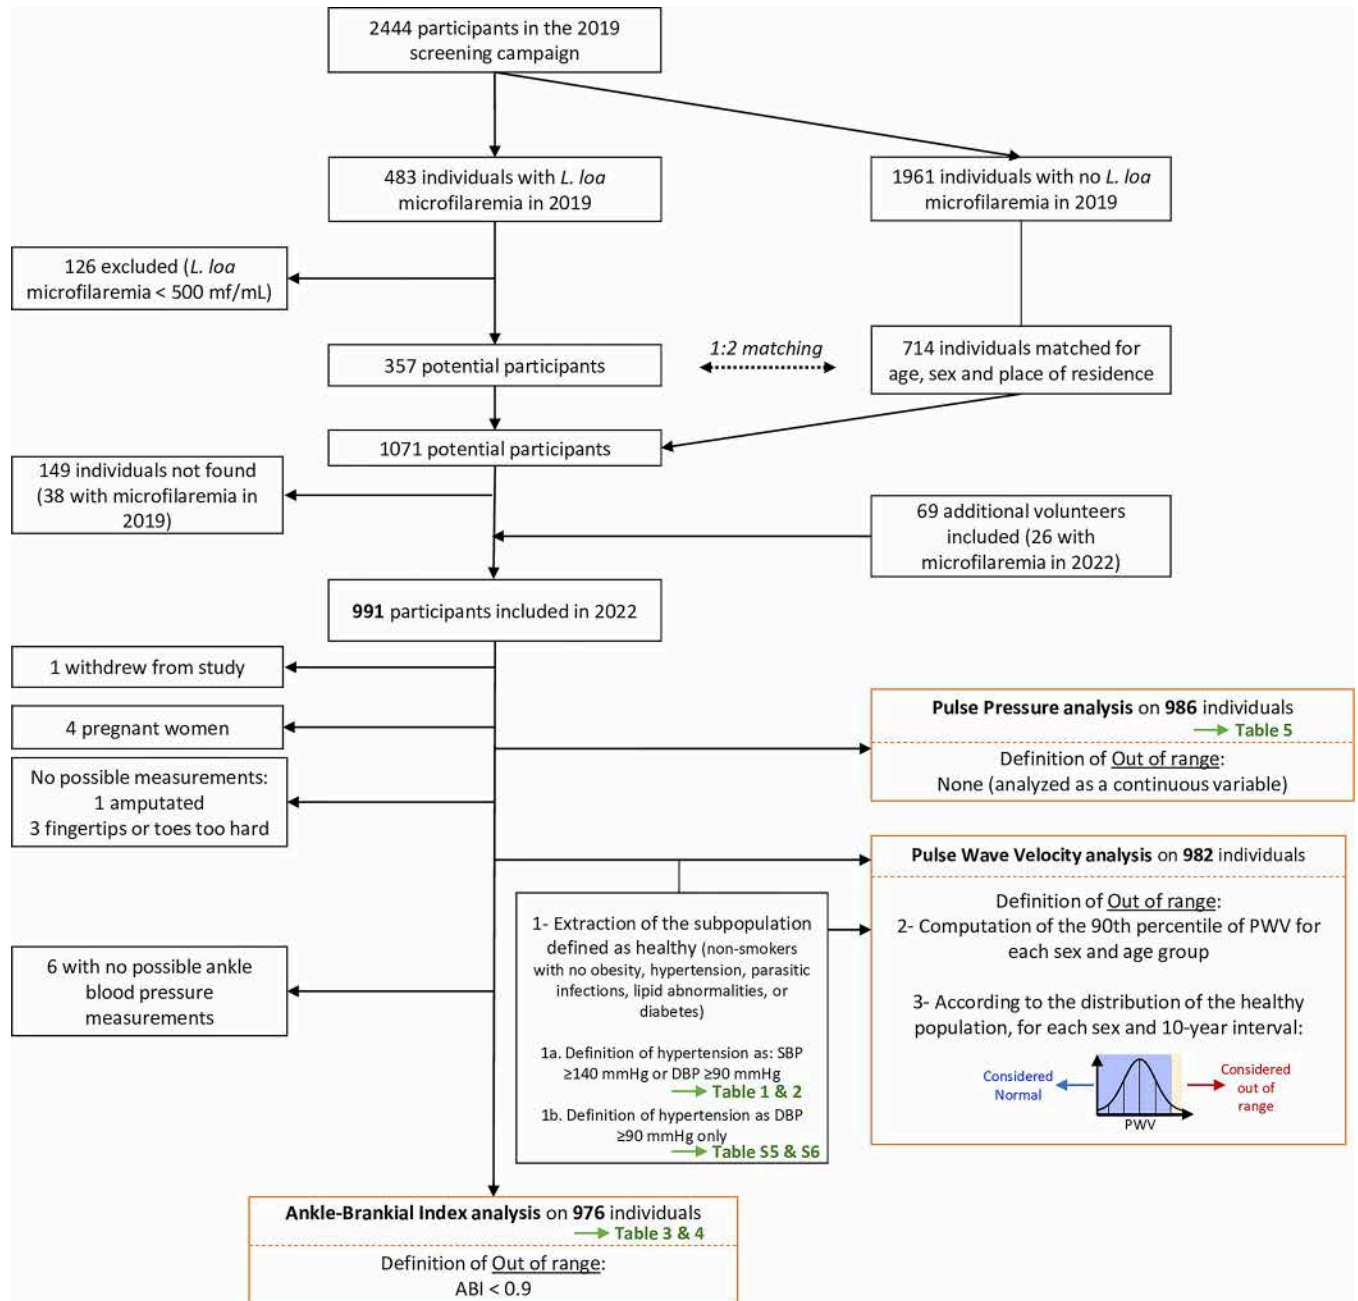 2444 participants in the 2019
screening campaign
483 individuals with L. loa
microfilaremia in 2019
1961 individuals with no L. loa
microfilaremia in 2019
126 excluded (L. loa
microfilaremia < 500 mf/mL)
357 potential participants
1:2 matching
714 individuals matched for
age, sex and place of residence
1071 potential participants
149 individuals not found
(38 with microfilaremia in
2019)
69 additional volunteers
included (26 with
microfilaremia in 2022)
991 participants included in 2022
1 withdrew from study
4 pregnant women
Pulse Pressure analysis on 986 individuals
Table 5
Definition of Out of range:
None (analyzed as a continuous variable)
No possible measurements:
1 amputated
3 fingertips or toes too hard
Pulse Wave Velocity analysis on 982 individuals
Definition of Out of range:
2- Computation of the 90th percentile of PWV for
each sex and age group
3- According to the distribution of the healthy
population, for each sex and 10-year interval:
Considered
Normal
PWV
Considered
out of
range
1- Extraction of the subpopulation
defined as healthy (non-smokers
with no obesity, hypertension, parasitic
infections, lipid abnormalities, or
diabetes)
1a. Definition of hypertension as: SBP
≥140 mmHg or DBP ≥90 mmHg
Table 1 & 2
1b. Definition of hypertension as DBP
≥90 mmHg only
Table S5 & S6
6 with no possible ankle
blood pressure
measurements
Ankle-Brankial Index analysis on 976 individuals
Table 3 & 4
Definition of Out of range:
ABI < 0.9